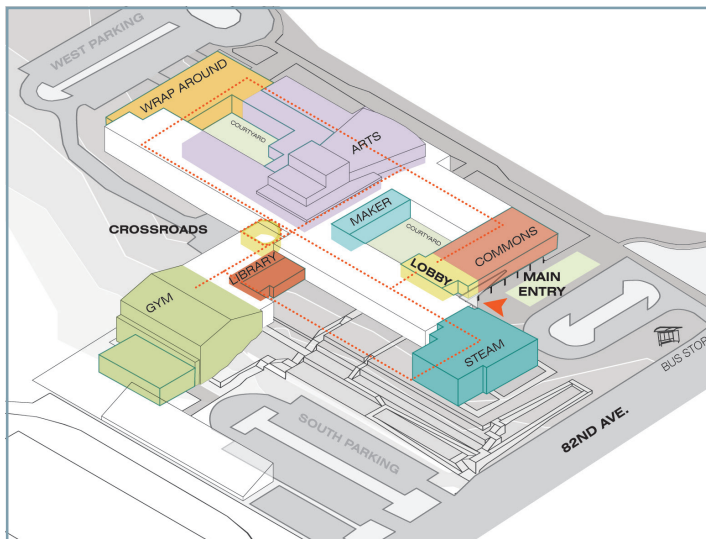 WEST PARKING
WRAP AROUND
COURTYARD
ARTS
MAKER
CROSSROADS
COURTYARD
COMMONS
LOBBY
LIBRARY
MAIN
ENTRY
GYM
STEAM
BUS STOP
SOUTH PARKING
82ND AVE.